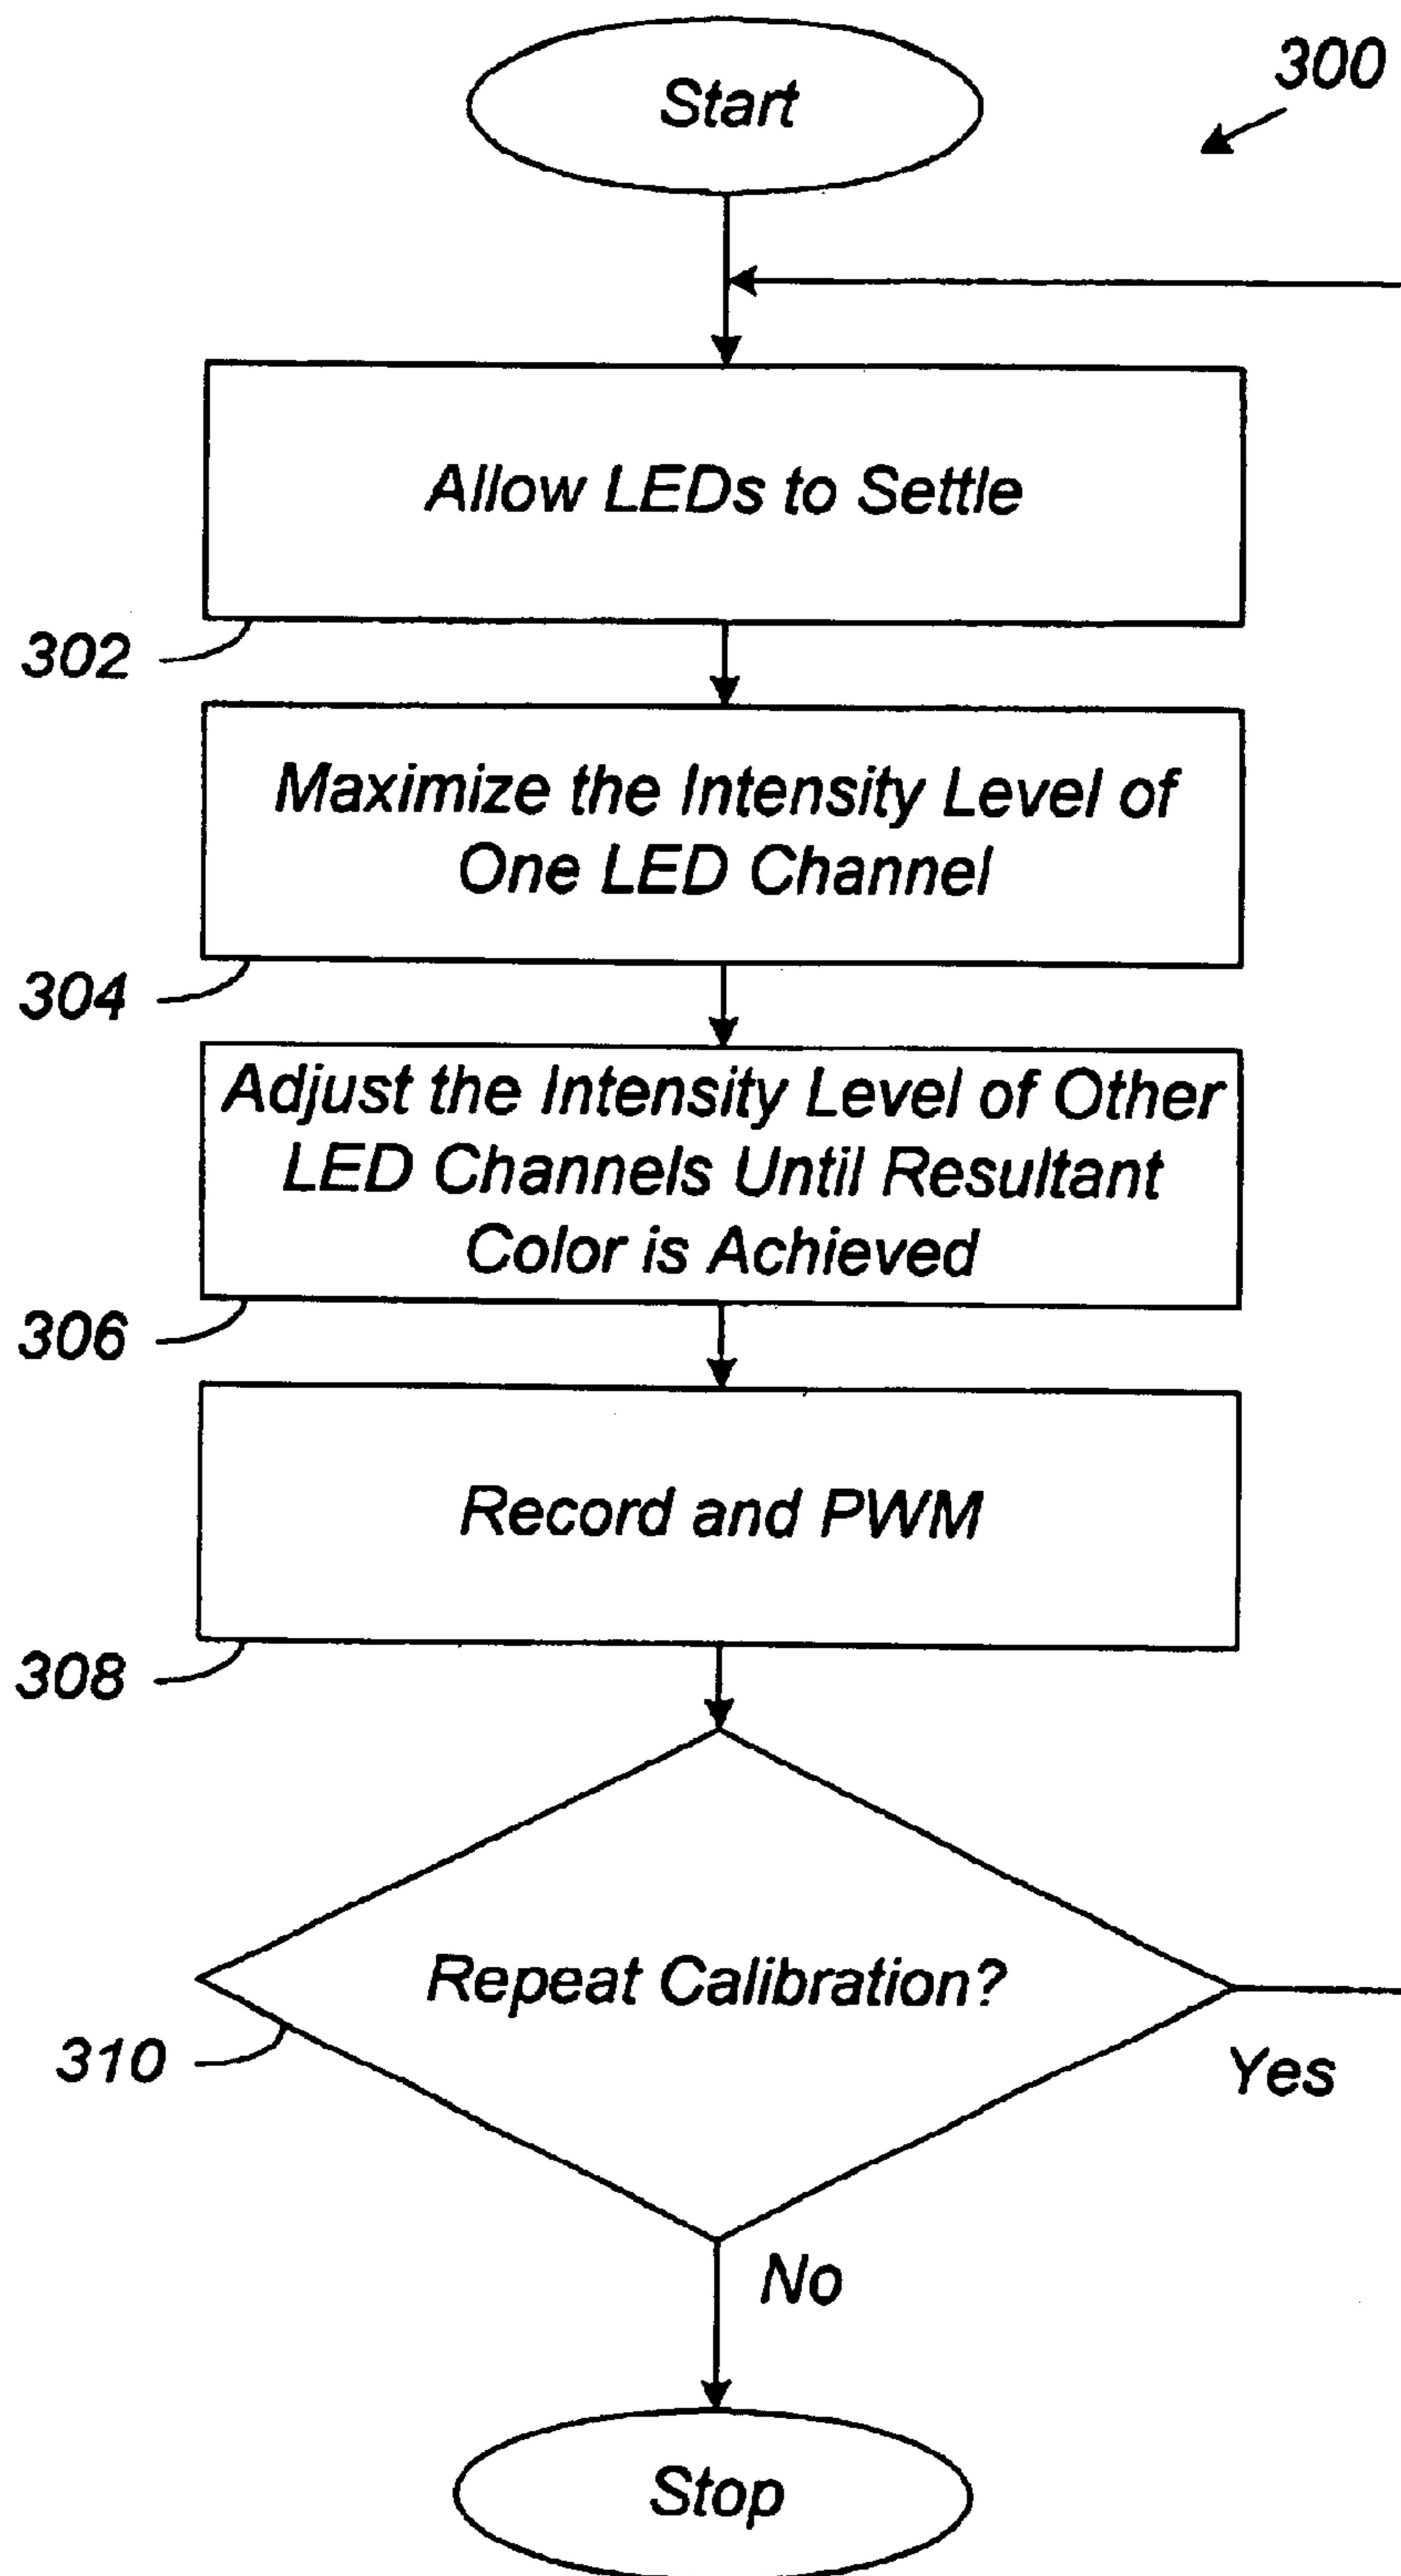 Start
300
Allow LEDs to Settle
302
Maximize the Intensity Level of
One LED Channel
304
Adjust the Intensity Level of Other
LED Channels Until Resultant
Color is Achieved
306
Record and PWM
308
Repeat Calibration?
310
Yes
No
Stop